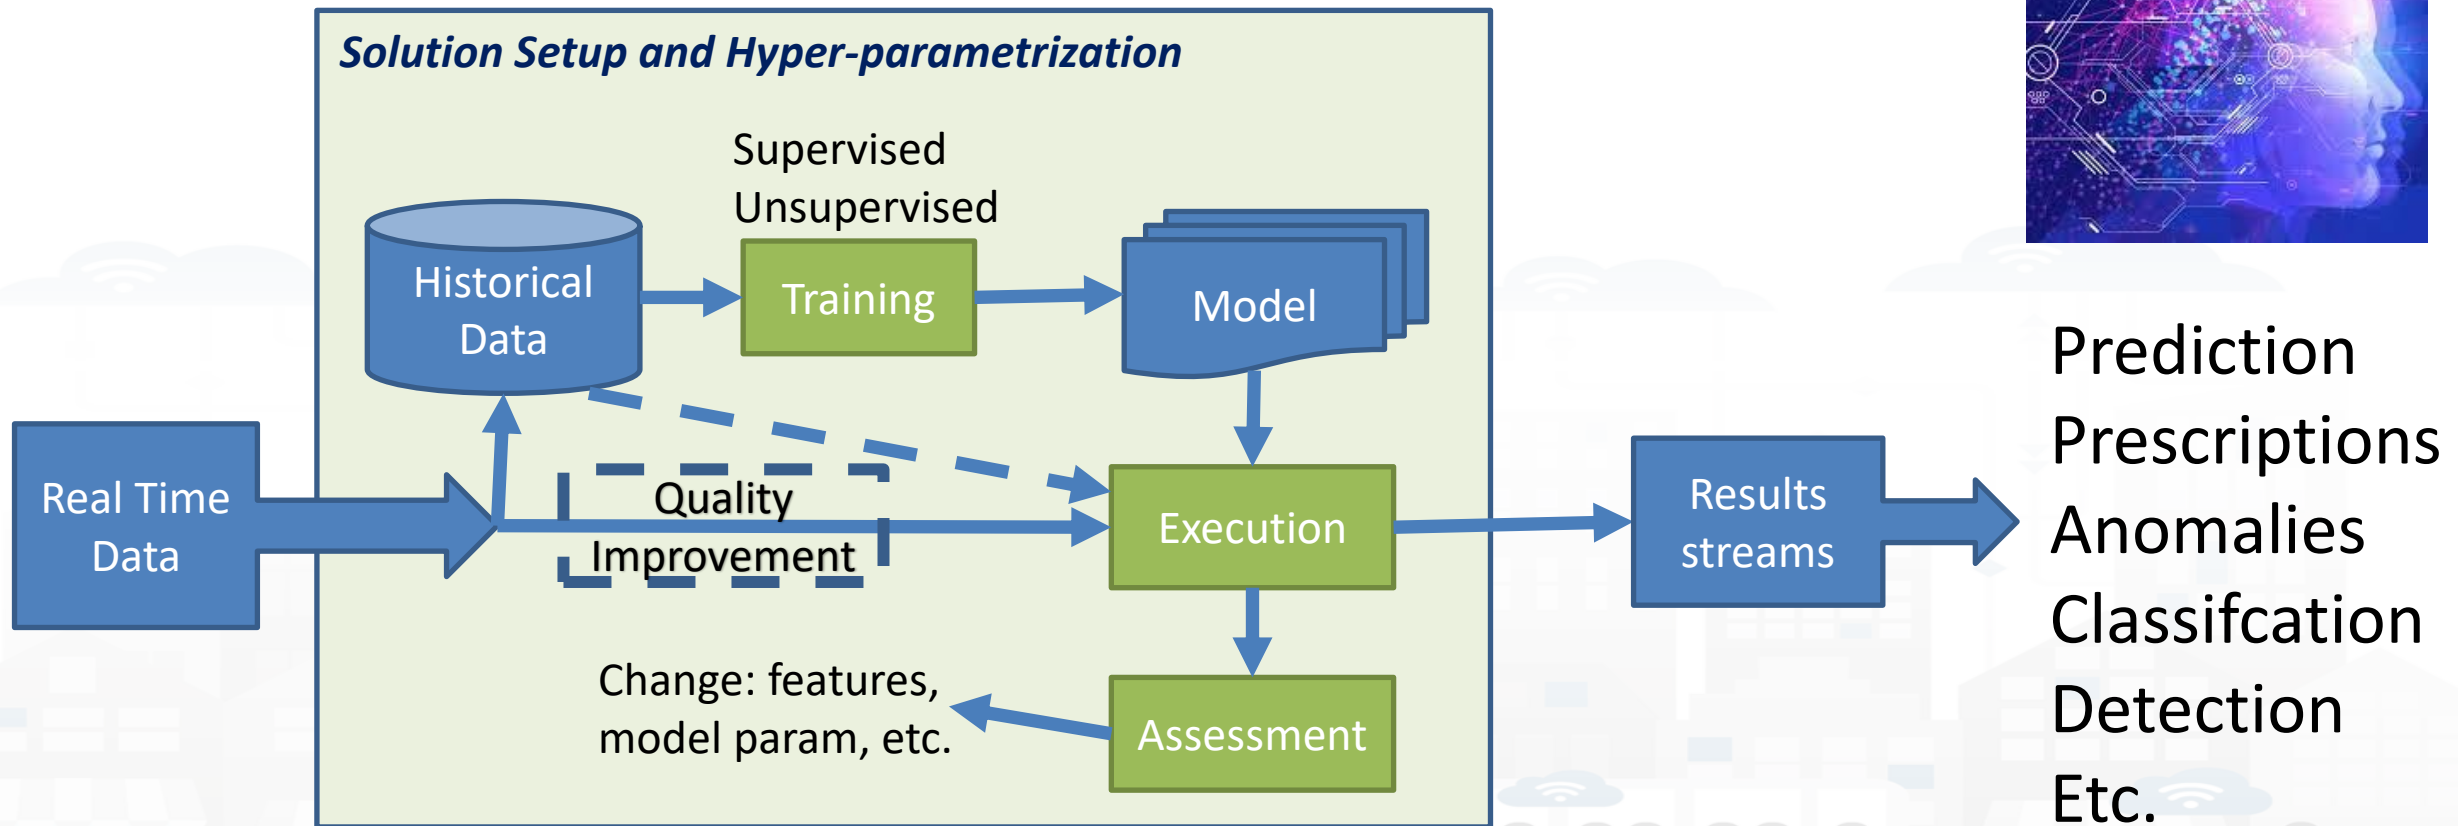 Solution Setup and Hyper-parametrization
Supervised
Unsupervised
Historical
Data
Training
Model
Real Time
Data
Quality
Improvement
Execution
Results
streams
Change: features,
model param, etc.
Assessment
Prediction
Prescriptions
Anomalies
Classifcation
Detection
Etc.